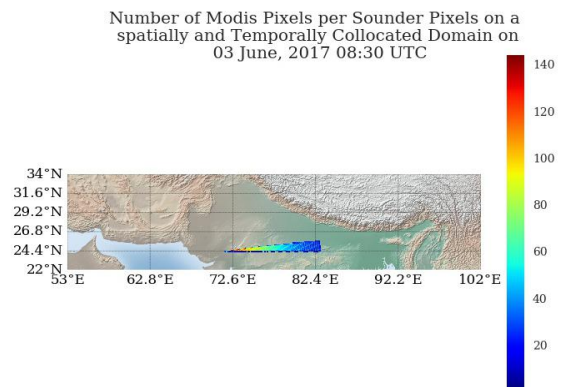 Number of Modis Pixels per Sounder Pixels on a
spatially and Temporally Collocated Domain on
03 June, 2017 08:30 UTC
140
120
100
80
60
40
20
34°N
31.6°N
29.2°N
26.8°N
24.4°N
22°N
53°E 62.8°E 72.6°E 82.4°E 92.2°E 102°E